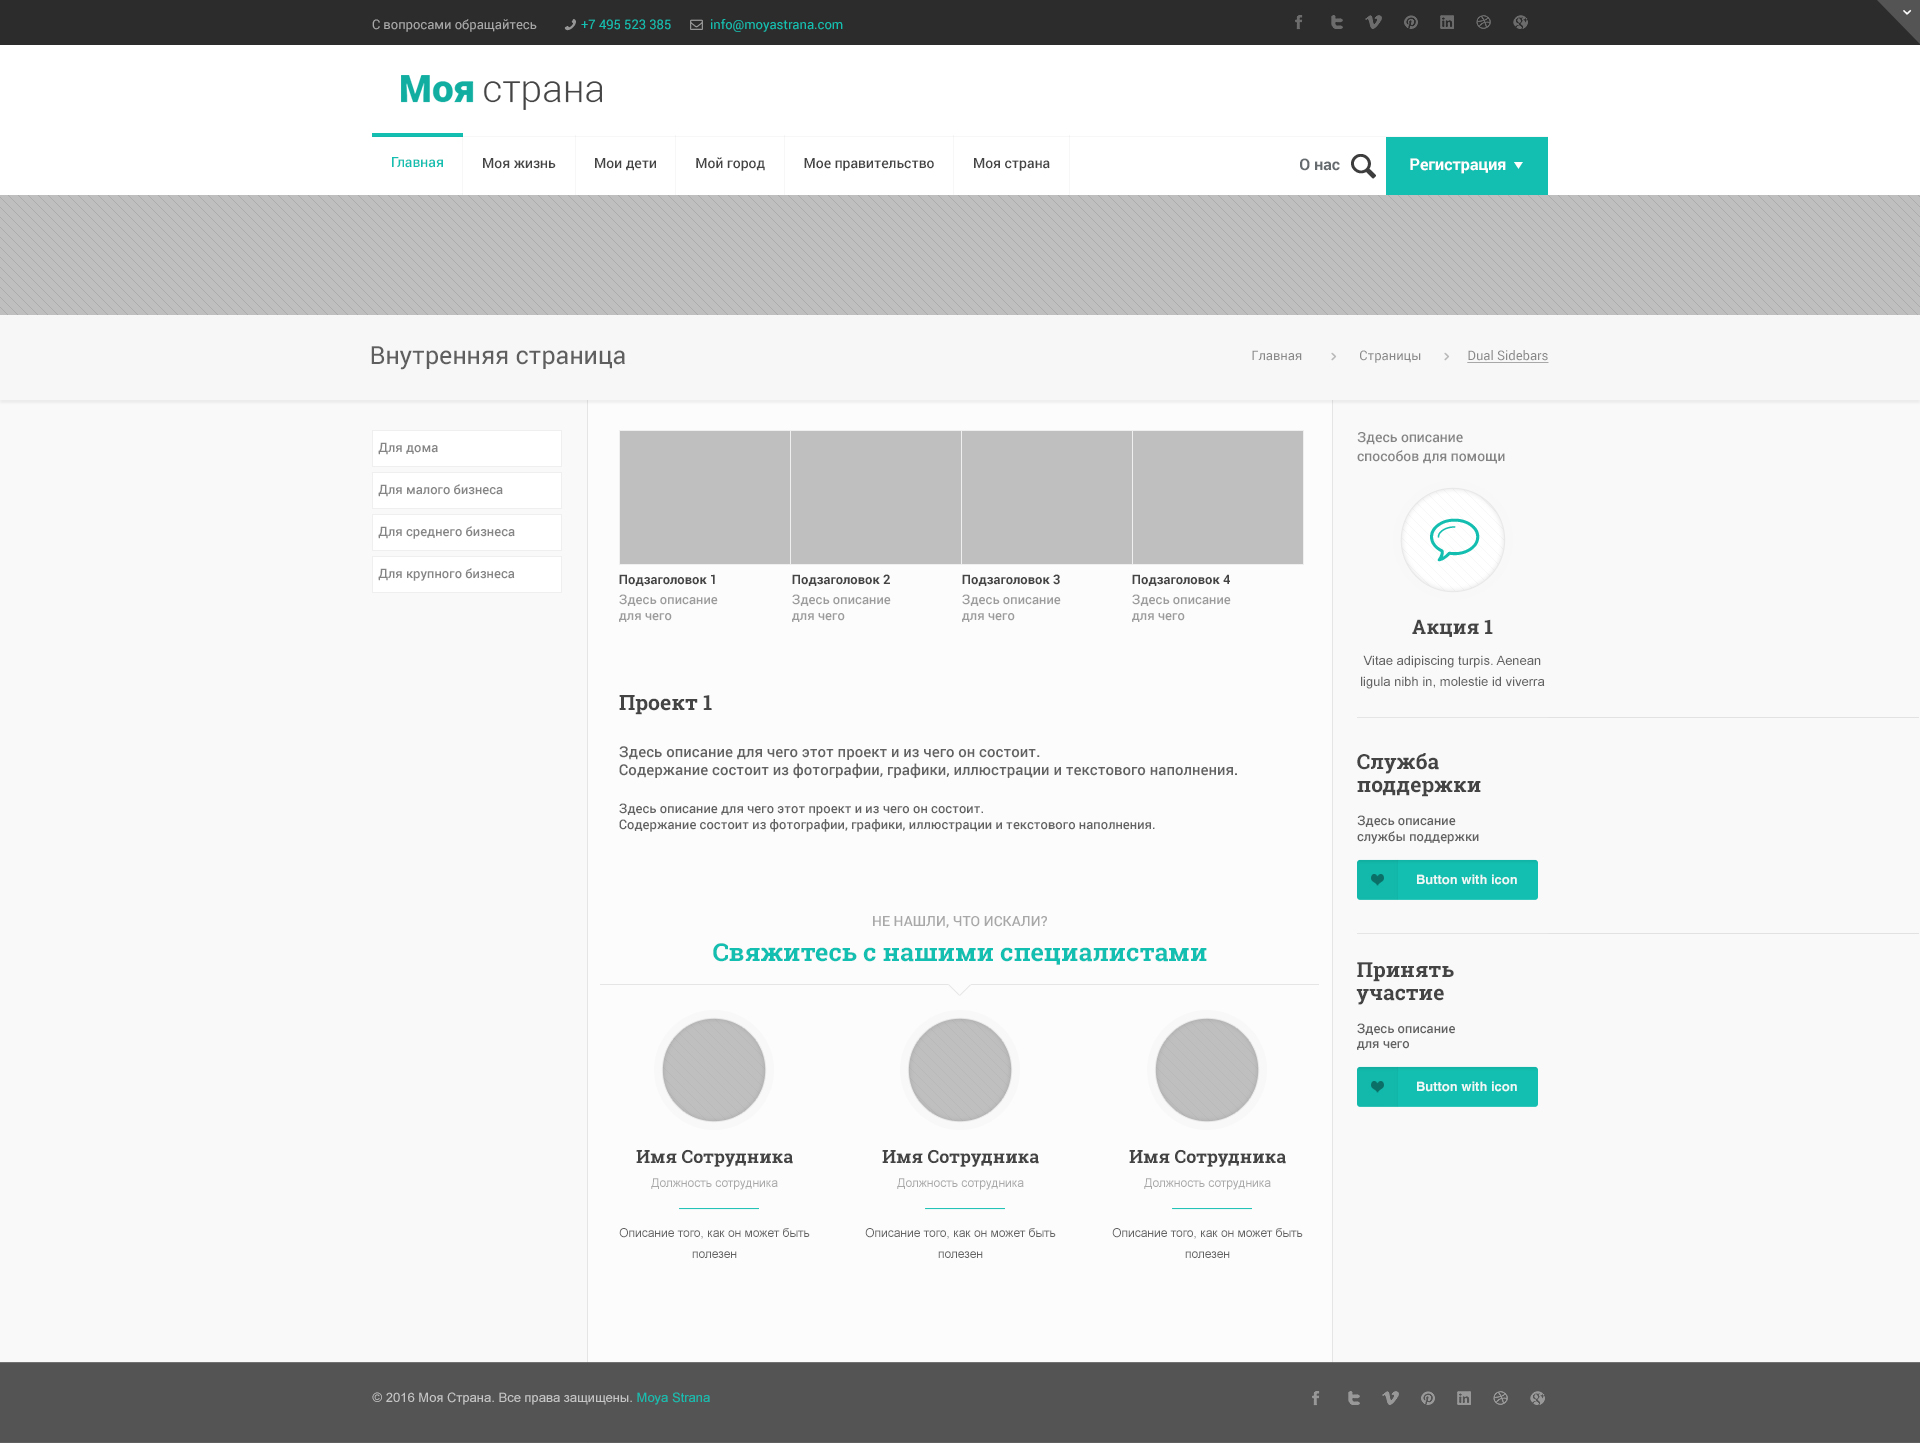 С вопросами обращайтесь +7 495 523 385 info@moyastrana.com
Моя страна
Главная Моя жизнь Мои дети Мой город Мое правительство Моя страна О нас Регистрация
Внутренняя страница Главная Страницы Dual Sidebars
Для дома
Для малого бизнеса
Для среднего бизнеса
Для крупного бизнеса
Подзаголовок 1
Здесь описание
для чего
Подзаголовок 2
Здесь описание
для чего
Подзаголовок 3
Здесь описание
для чего
Подзаголовок 4
Здесь описание
для чего
Проект 1
Здесь описание для чего этот проект и из чего он состоит.
Содержание состоит из фотографии, графики, иллюстрации и текстового наполнения.
Здесь описание для чего этот проект и из чего он состоит.
Содержание состоит из фотографии, графики, иллюстрации и текстового наполнения.
НЕ НАШЛИ, ЧТО ИСКАЛИ?
Свяжитесь с нашими специалистами
Имя Сотрудника
Должность сотрудника
Описание того, как он может быть
полезен
Имя Сотрудника
Должность сотрудника
Описание того, как он может быть
полезен
Имя Сотрудника
Должность сотрудника
Описание того, как он может быть
полезен
Здесь описание
способов для помощи
Акция 1
Vitae adipiscing turpis. Aenean
ligula nibh in, molestie id viverra
Служба
поддержки
Здесь описание
службы поддержки
Button with icon
Принять
участие
Здесь описание
для чего
Button with icon
© 2016 Моя Страна. Все права защищены. Moya Strana